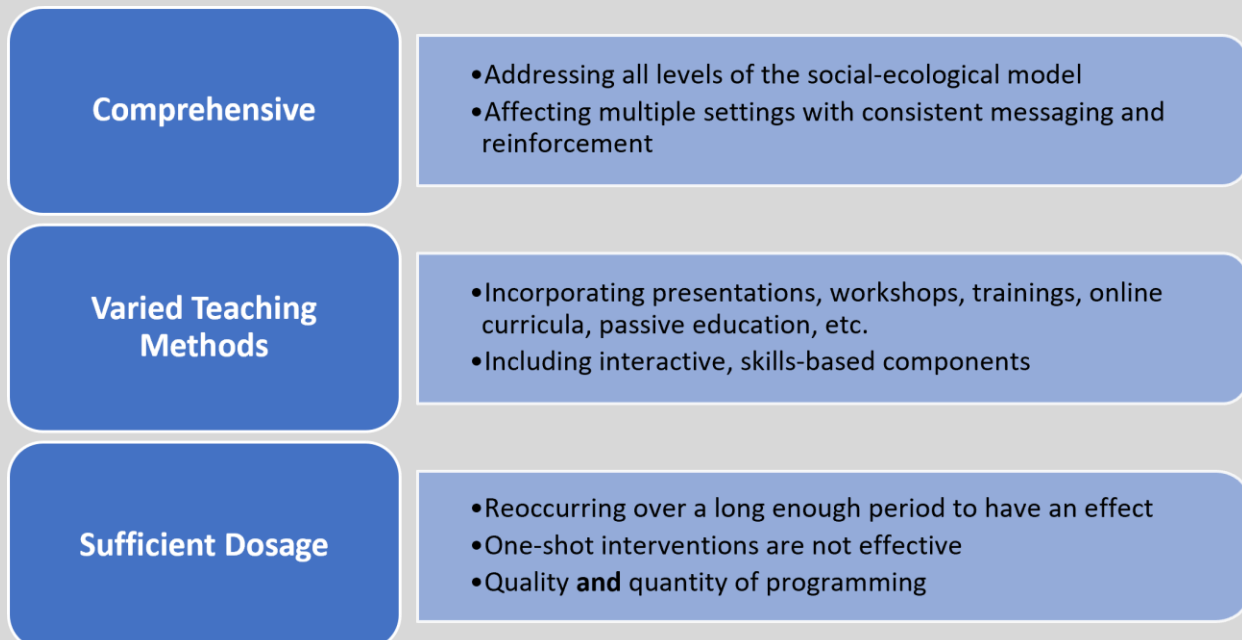 Comprehensive
•Addressing all levels of the social-ecological model
•Affecting multiple settings with consistent messaging and
reinforcement
Varied Teaching
Methods
•Incorporating presentations, workshops, trainings, online
curricula, passive education, etc.
•Including interactive, skills-based components
Sufficient Dosage
•Reoccurring over a long enough period to have an effect
•One-shot interventions are not effective
•Quality and quantity of programming